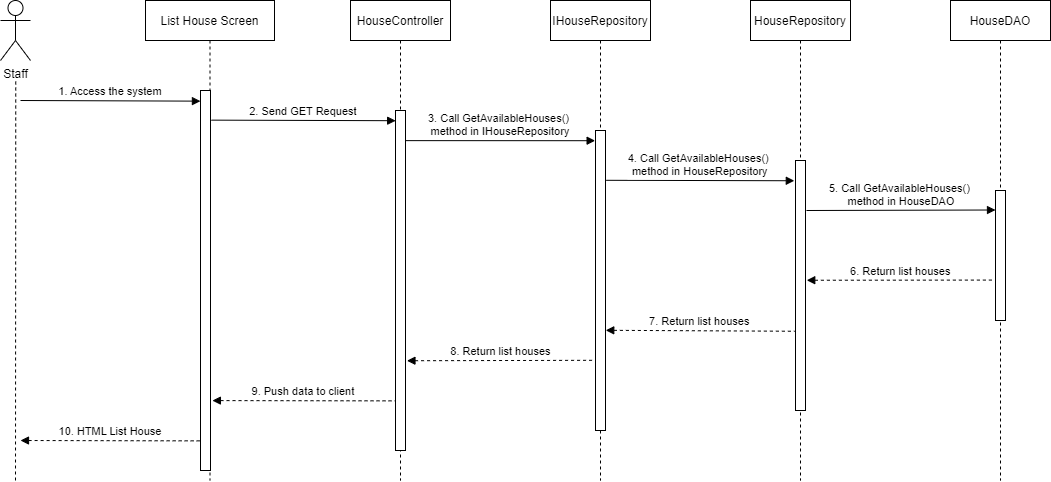 List House Screen
HouseController
IHouseRepository
HouseRepository
HouseDAO
Staff
1. Access the system
2. Send GET Request
3. Call GetAvailableHouses()
method in IHouseRepository
4. Call GetAvailableHouses()
method in HouseRepository
5. Call GetAvailableHouses()
method in HouseDAO
6. Return list houses
7. Return list houses
8. Return list houses
9. Push data to client
10. HTML List House